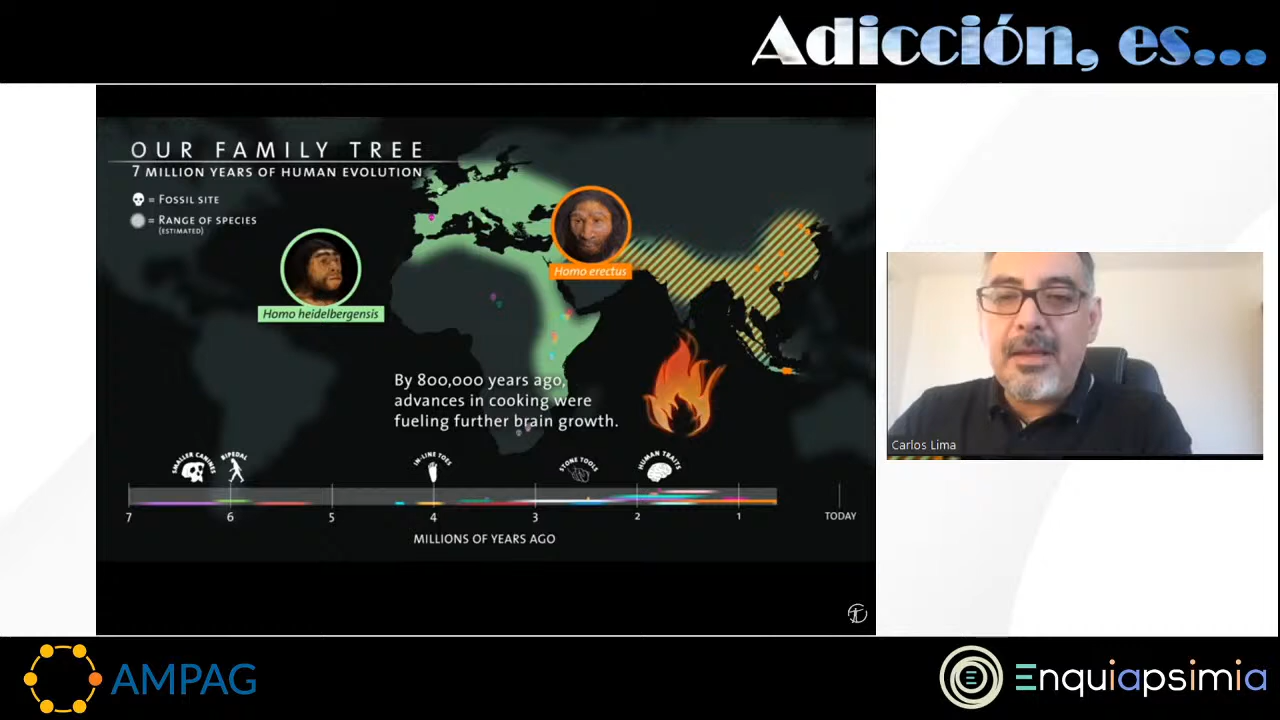 Adicción, es...
OUR FAMILY TREE
7 MILLION YEARS OF HUMAN EVOLUTION
= FOSSIL SITE
= RANGE OF SPECIES
(ESTIMATED)
Homo erectus
Homo heidelbergensis
By 800,000 years ago,
advances in cooking were
fueling further brain growth.
Carlos Lima
SMALLER CANINES
BIPEDAL
IN-LINE TOES
STONE TOOLS
HUMAN TRAITS
7 6 5 4 3 2 1 TODAY
MILLIONS OF YEARS AGO
AMPAG
Enquiapsimia